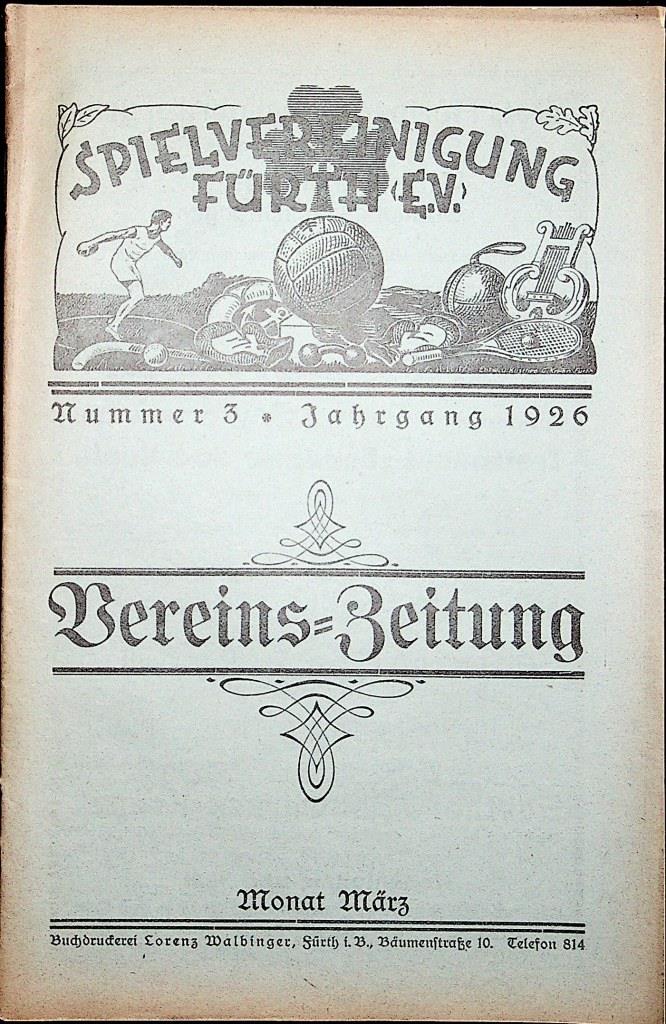 SPIELVEREINIGUNG
FÜRTH (E.V.)
Nummer 3 * Jahrgang 1926
Vereins=Zeitung
Monat März
Buchdruckerei Lorenz Walbinger, Fürth i. B., Bäumenstraße 10. Telefon 814